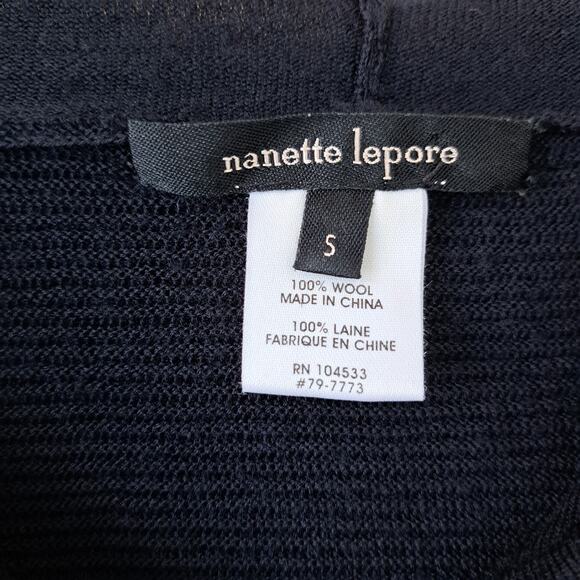 nanette lepore
S
100% WOOL
MADE IN CHINA
100% LAINE
FABRIQUE EN CHINE
RN 104533
#79-7773